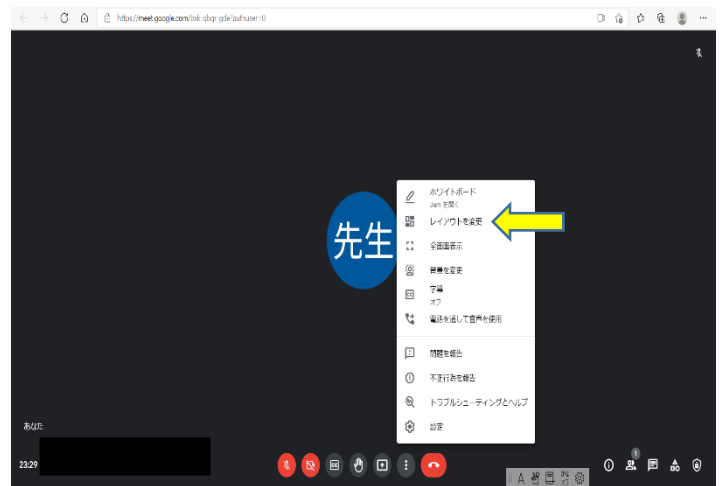 https://meet.google.com/bxk-qbqr-gde?authuser=0
先生
ホワイトボード
Jam を開く
レイアウトを変更
全画面表示
背景を変更
字幕
オフ
電話を通して音声を使用
問題を報告
不正行為を報告
トラブルシューティングとヘルプ
設定
あなた
23:29
1
A